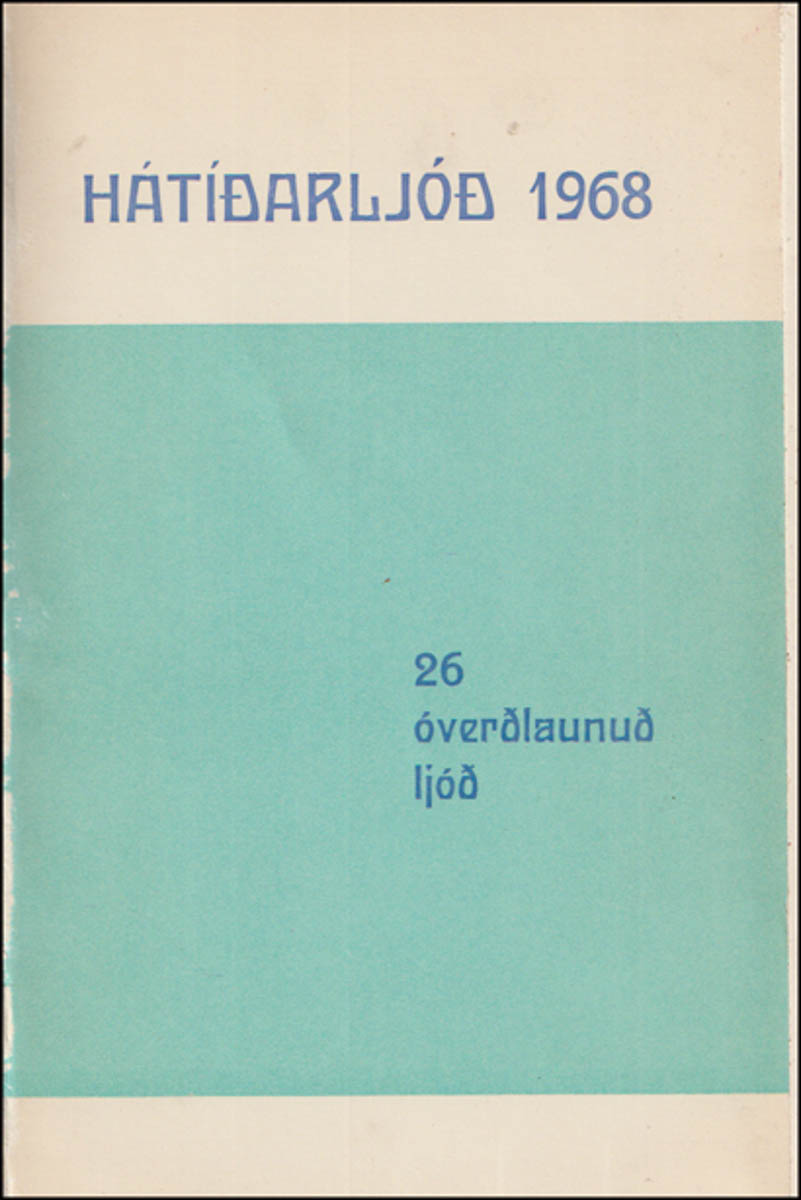 HÁTÍÐARLJÓÐ 1968
26
óverðlaunuð
ljóð